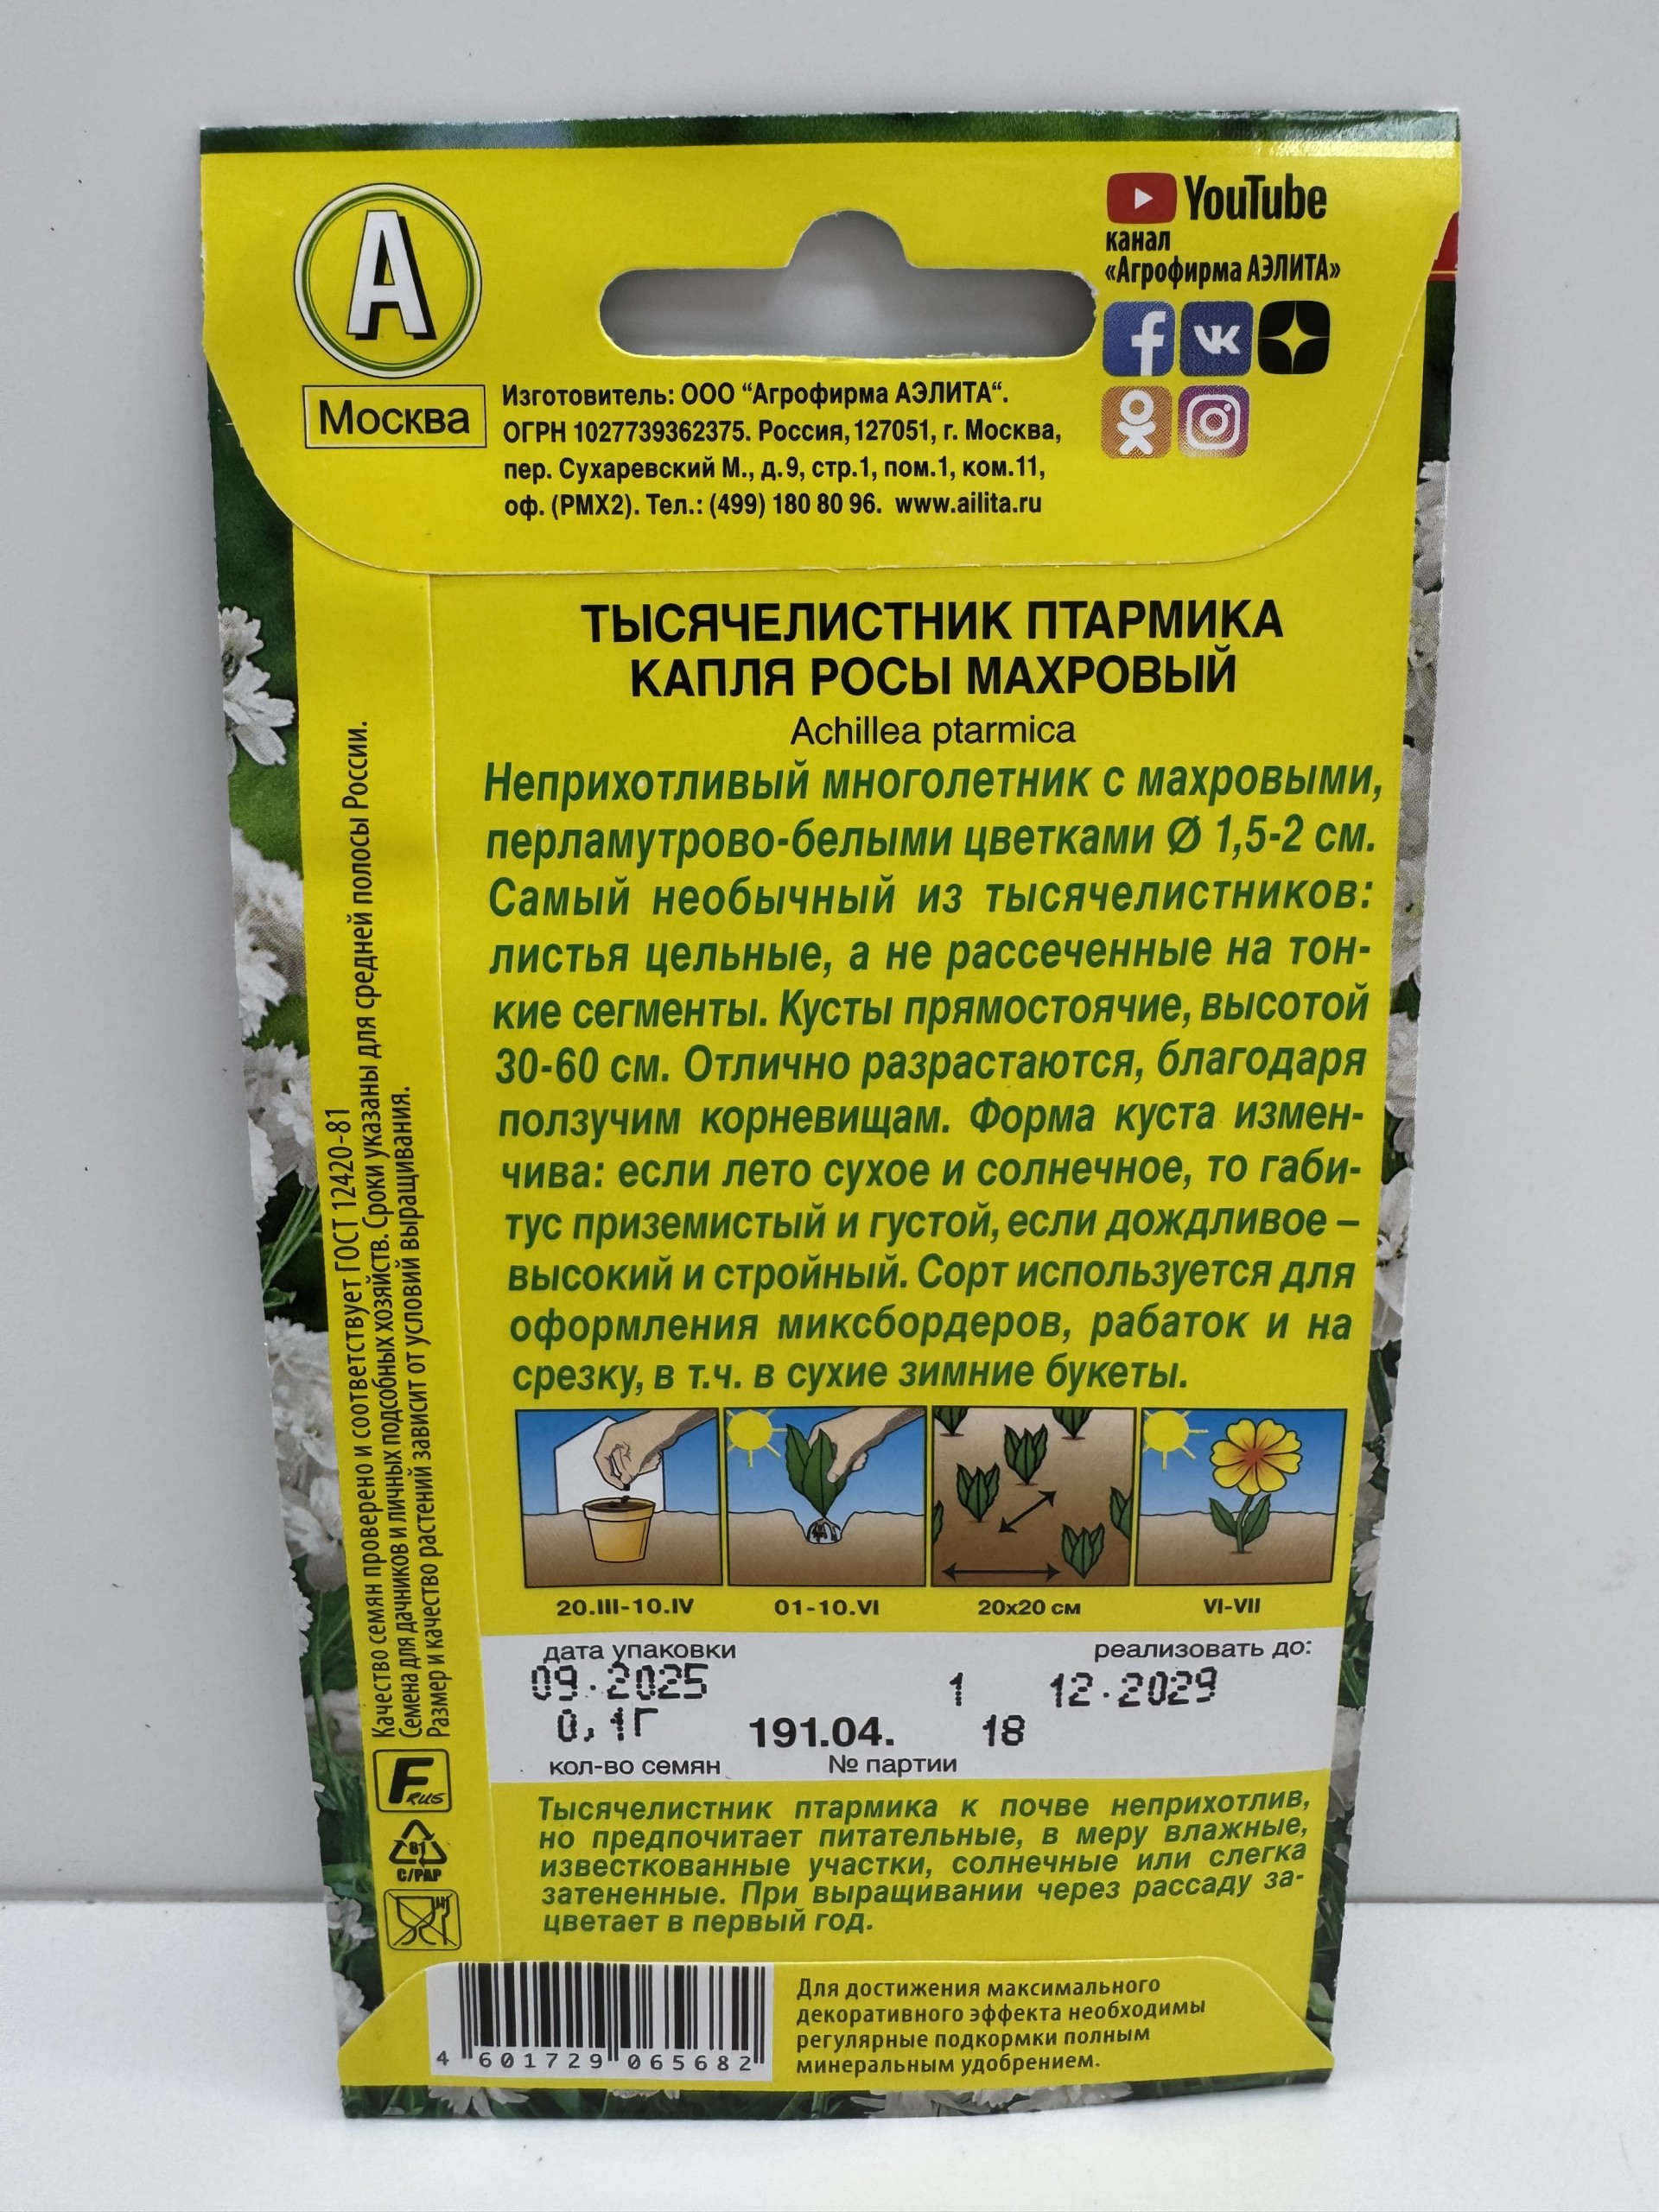 А
Москва
YouTube
канал
«Агрофирма АЭЛИТА»
Изготовитель: ООО “Агрофирма АЭЛИТА“.
ОГРН 1027739362375. Россия, 127051, г. Москва,
пер. Сухаревский М., д.9, стр.1, пом.1, ком.11,
оф. (РМХ2). Тел.: (499) 180 80 96. www.ailita.ru
ТЫСЯЧЕЛИСТНИК ПТАРМИКА
КАПЛЯ РОСЫ МАХРОВЫЙ
Achillea ptarmica
Неприхотливый многолетник с махровыми,
перламутрово-белыми цветками Ø 1,5-2 см.
Самый необычный из тысячелистников:
листья цельные, а не рассеченные на тон-
кие сегменты. Кусты прямостоячие, высотой
30-60 см. Отлично разрастаются, благодаря
ползучим корневищам. Форма куста измен-
чива: если лето сухое и солнечное, то габи-
тус приземистый и густой, если дождливое –
высокий и стройный. Сорт используется для
оформления миксбордеров, рабаток и на
срезку, в т.ч. в сухие зимние букеты.
20.III-10.IV
01-10.VI
20х20 см
VI-VII
дата упаковки
реализовать до:
09.2025
1 12.2029
0,1Г 191.04. 18
кол-во семян
№ партии
Тысячелистник птармика к почве неприхотлив,
но предпочитает питательные, в меру влажные,
известкованные участки, солнечные или слегка
затененные. При выращивании через рассаду за-
цветает в первый год.
Качество семян проверено и соответствует ГОСТ 12420-81
Семена для дачников и личных подсобных хозяйств. Сроки указаны для средней полосы России.
Размер и качество растений зависит от условий выращивания.
F RUS
81
C/PAP
4 601729 065682
Для достижения максимального
декоративного эффекта необходимы
регулярные подкормки полным
минеральным удобрением.